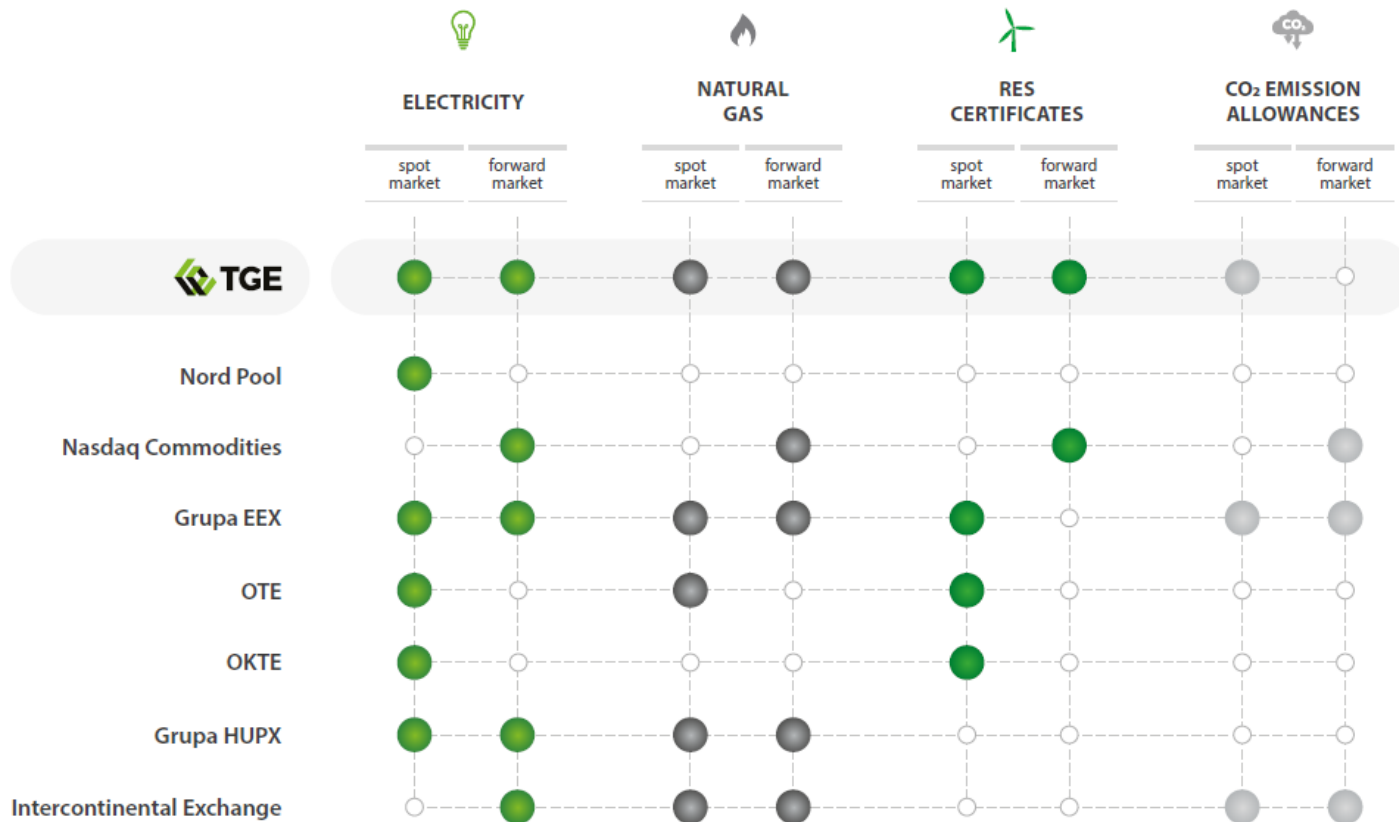 CO₂
ELECTRICITY
NATURAL
GAS
RES
CERTIFICATES
CO₂ EMISSION
ALLOWANCES
spot
market
forward
market
spot
market
forward
market
spot
market
forward
market
spot
market
forward
market
TGE
Nord Pool
Nasdaq Commodities
Grupa EEX
OTE
OKTE
Grupa HUPX
Intercontinental Exchange